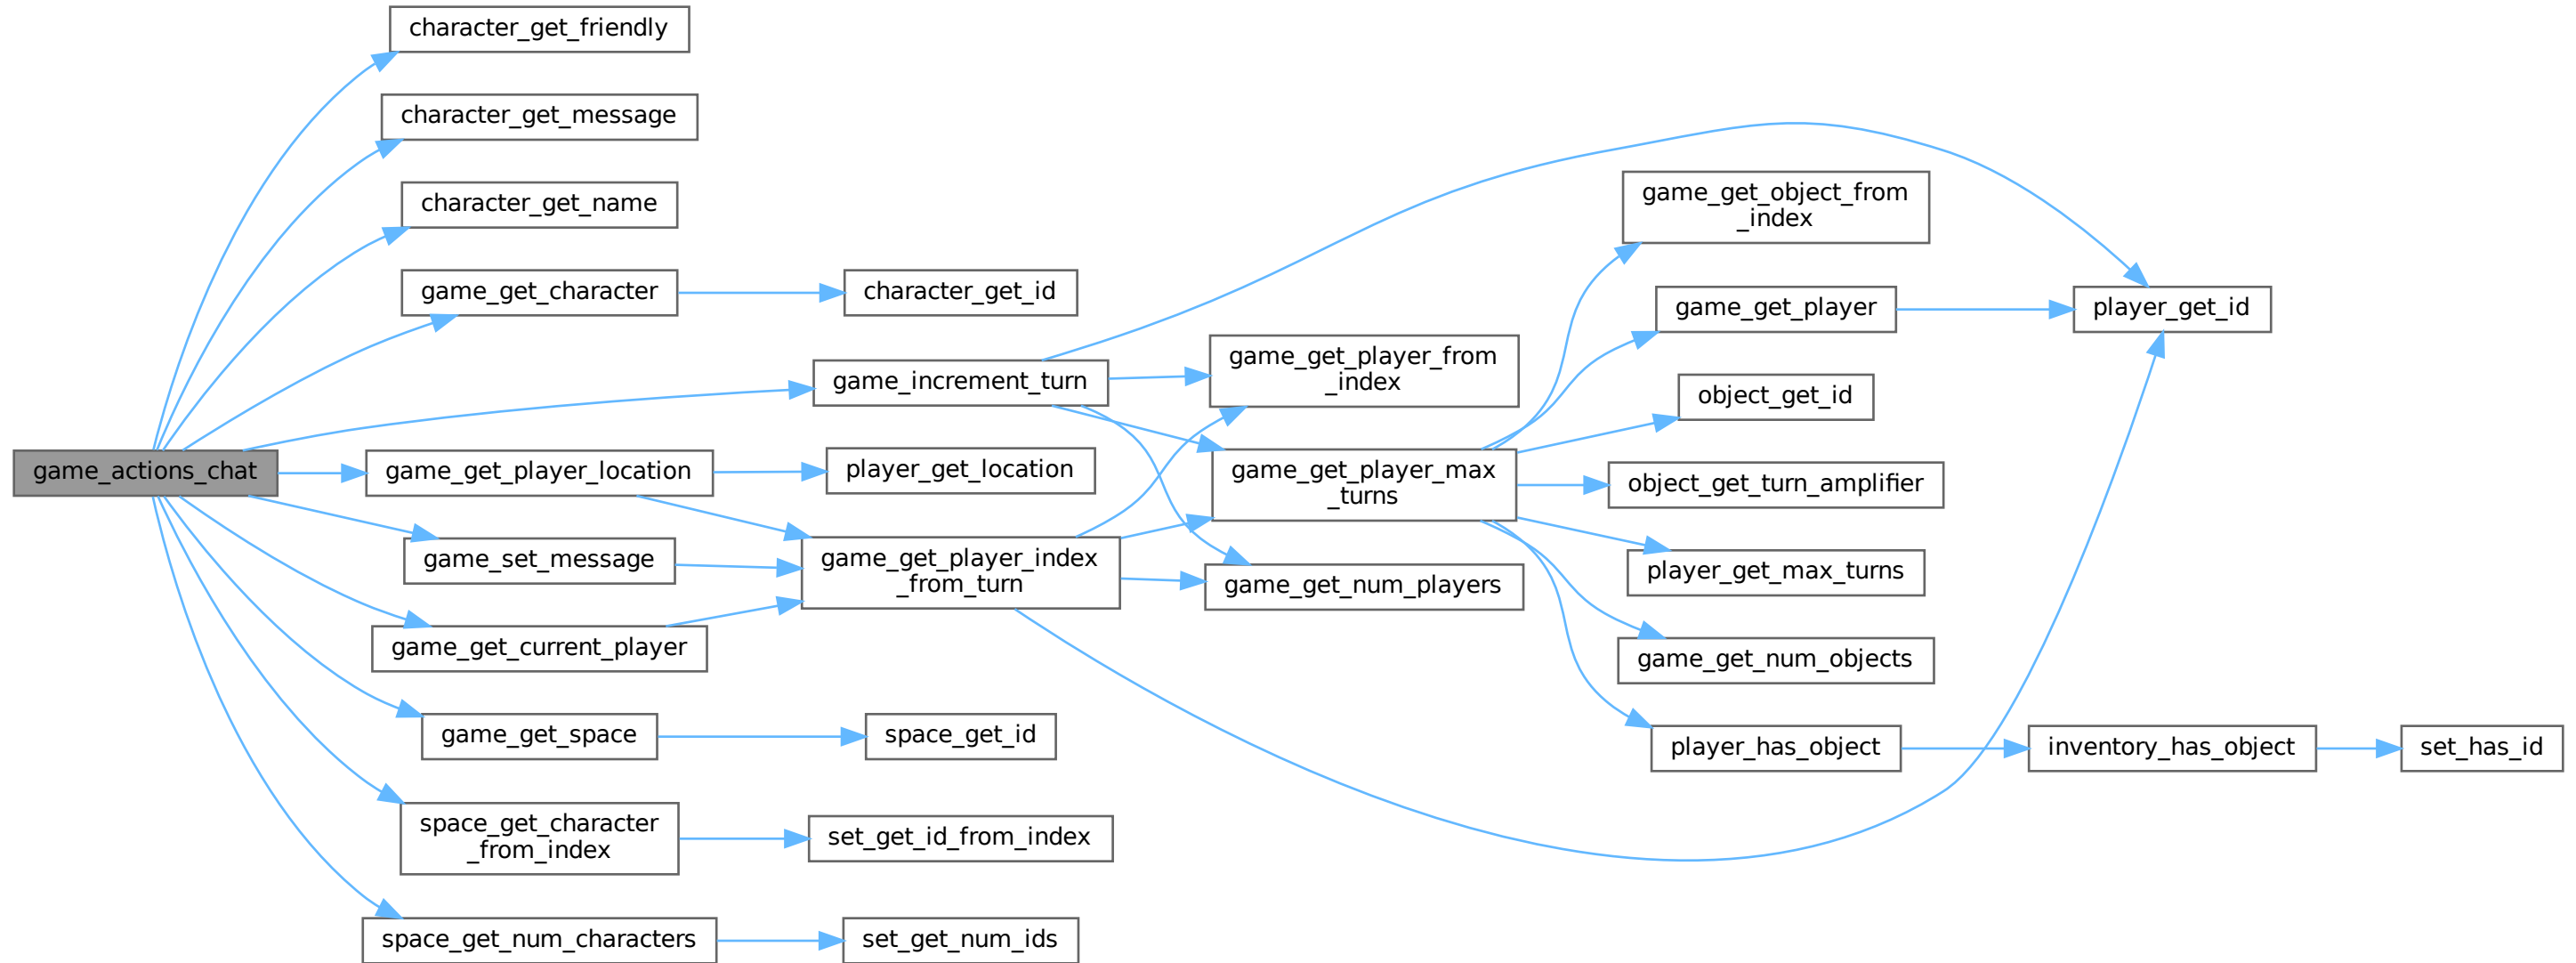 character_get_friendly
character_get_message
character_get_name
game_get_character
character_get_id
game_increment_turn
game_actions_chat
game_get_player_location
player_get_location
game_set_message
game_get_player_index
_from_turn
game_get_current_player
game_get_space
space_get_id
space_get_character
_from_index
set_get_id_from_index
space_get_num_characters
set_get_num_ids
game_get_player_from
_index
game_get_player_max
_turns
game_get_num_players
game_get_object_from
_index
game_get_player
player_get_id
object_get_id
object_get_turn_amplifier
player_get_max_turns
game_get_num_objects
player_has_object
inventory_has_object
set_has_id